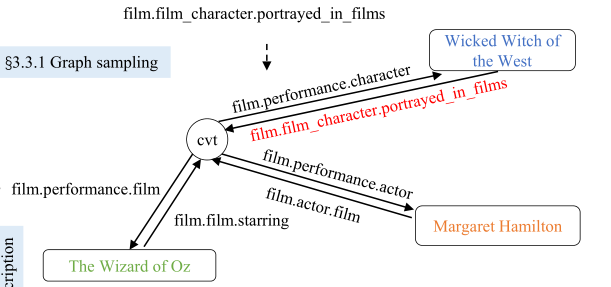 film.film_character.portrayed_in_films
§3.3.1 Graph sampling
Wicked Witch of
the West
film.performance.character
film.film_character.portrayed_in_films
cvt
film.performance.actor
film.performance.film
film.actor.film
film.film.starring
Margaret Hamilton
The Wizard of Oz